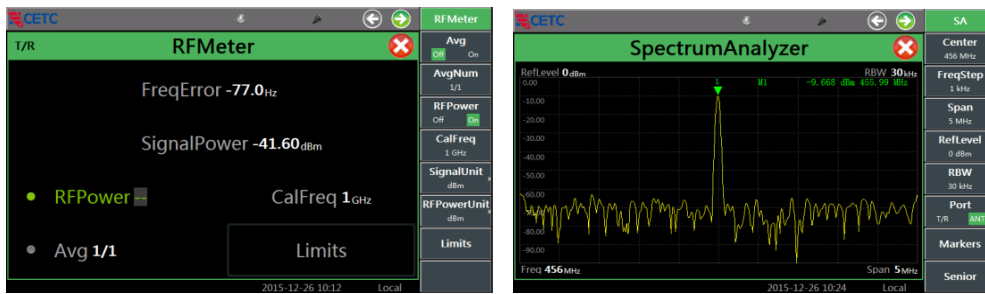 CETC
RFMeter
T/R
RFMeter
Avg
Off On
AvgNum
1/1
FreqError -77.0Hz
RFPower
Off On
SignalPower -41.60dBm
CalFreq
1 GHz
SignalUnit
dBm
RFPower --
CalFreq 1GHz
RFPowerUnit
dBm
Avg 1/1
Limits
Limits
2015-12-26 10:12
Local
CETC
SA
SpectrumAnalyzer
Center
456 MHz
RefLevel 0dBm
RBW 30kHz
0.00
1 M1 -9.668 dBm 455.99 MHz
FreqStep
1 kHz
-10.00
-20.00
Span
5 MHz
-30.00
-40.00
RefLevel
0 dBm
-50.00
RBW
30 kHz
-60.00
Port
T/R ANT
-80.00
Markers
-90.00
Freq 456MHz
Span 5MHz
Senior
2015-12-26 10:24
Local